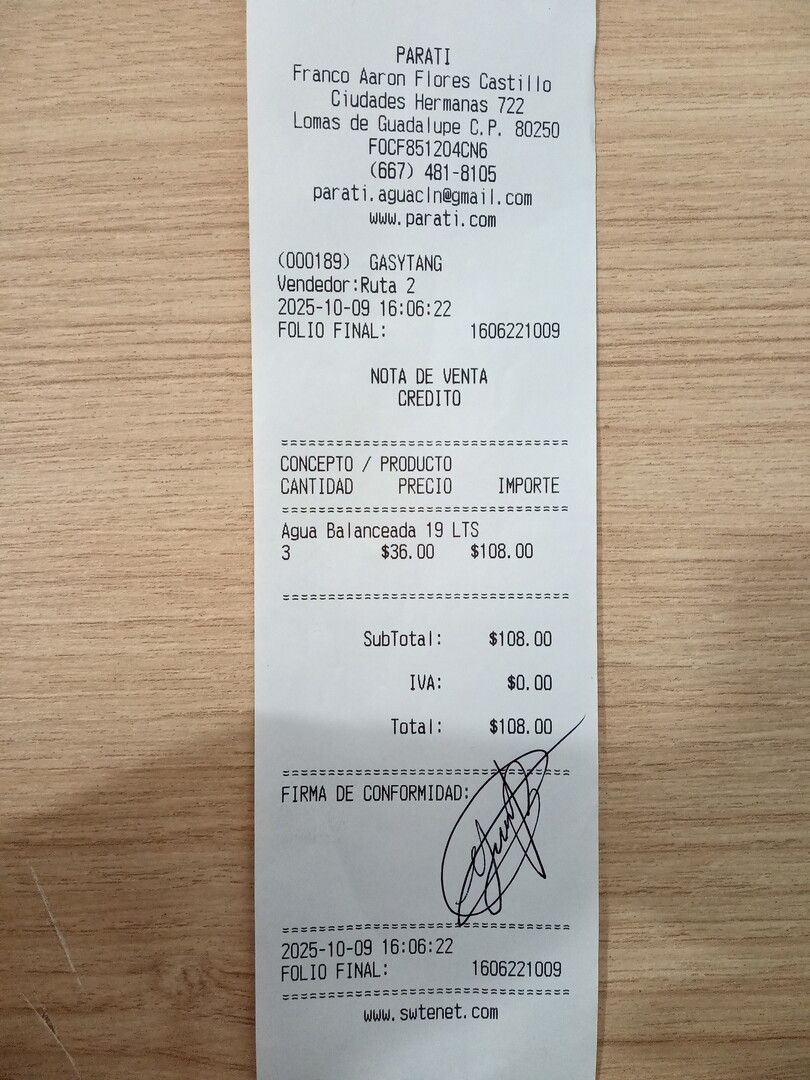 PARATI
Franco Aaron Flores Castillo
Ciudades Hermanas 722
Lomas de Guadalupe C.P. 80250
FOCF851204CN6
(667) 481-8105
parati.aguacln@gmail.com
www.parati.com
(000189) GASYTANG
Vendedor:Ruta 2
2025-10-09 16:06:22
FOLIO FINAL: 1606221009
NOTA DE VENTA
CREDITO
CONCEPTO / PRODUCTO
CANTIDAD PRECIO IMPORTE
Agua Balanceada 19 LTS
3 $36.00 $108.00
SubTotal: $108.00
IVA: $0.00
Total: $108.00
FIRMA DE CONFORMIDAD:
2025-10-09 16:06:22
FOLIO FINAL: 1606221009
www.swtenet.com